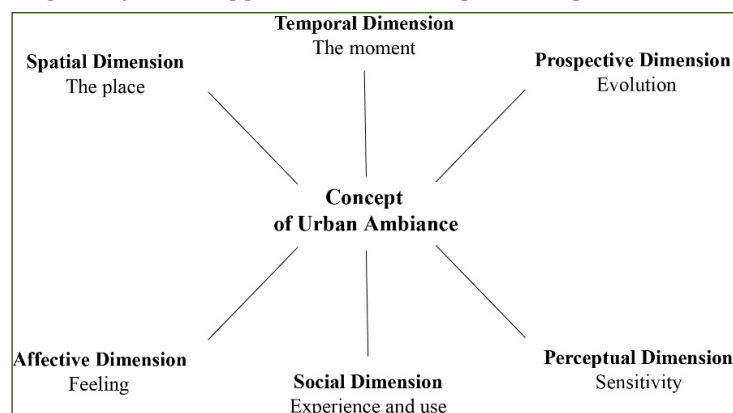 Temporal Dimension
The moment
Spatial Dimension
The place
Prospective Dimension
Evolution
Concept
of Urban Ambiance
Affective Dimension
Feeling
Social Dimension
Experience and use
Perceptual Dimension
Sensitivity